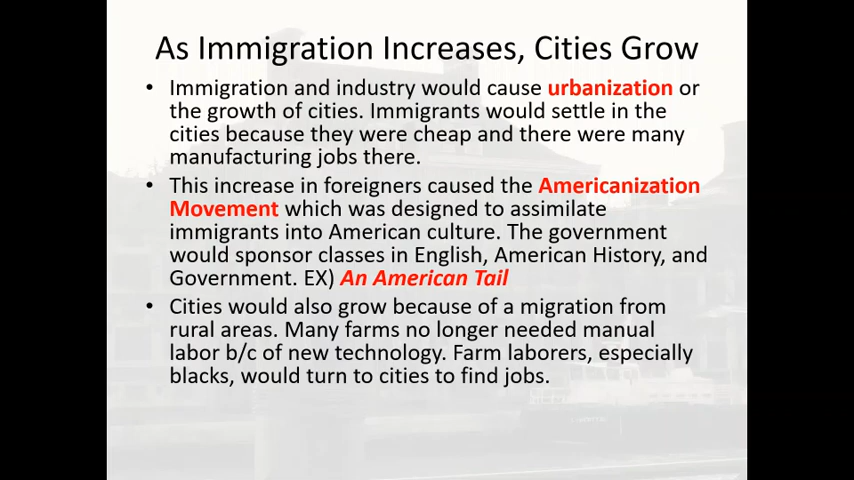 As Immigration Increases, Cities Grow
• Immigration and industry would cause urbanization or
the growth of cities. Immigrants would settle in the
cities because they were cheap and there were many
manufacturing jobs there.
• This increase in foreigners caused the Americanization
Movement which was designed to assimilate
immigrants into American culture. The government
would sponsor classes in English, American History, and
Government. EX) An American Tail
• Cities would also grow because of a migration from
rural areas. Many farms no longer needed manual
labor b/c of new technology. Farm laborers, especially
blacks, would turn to cities to find jobs.